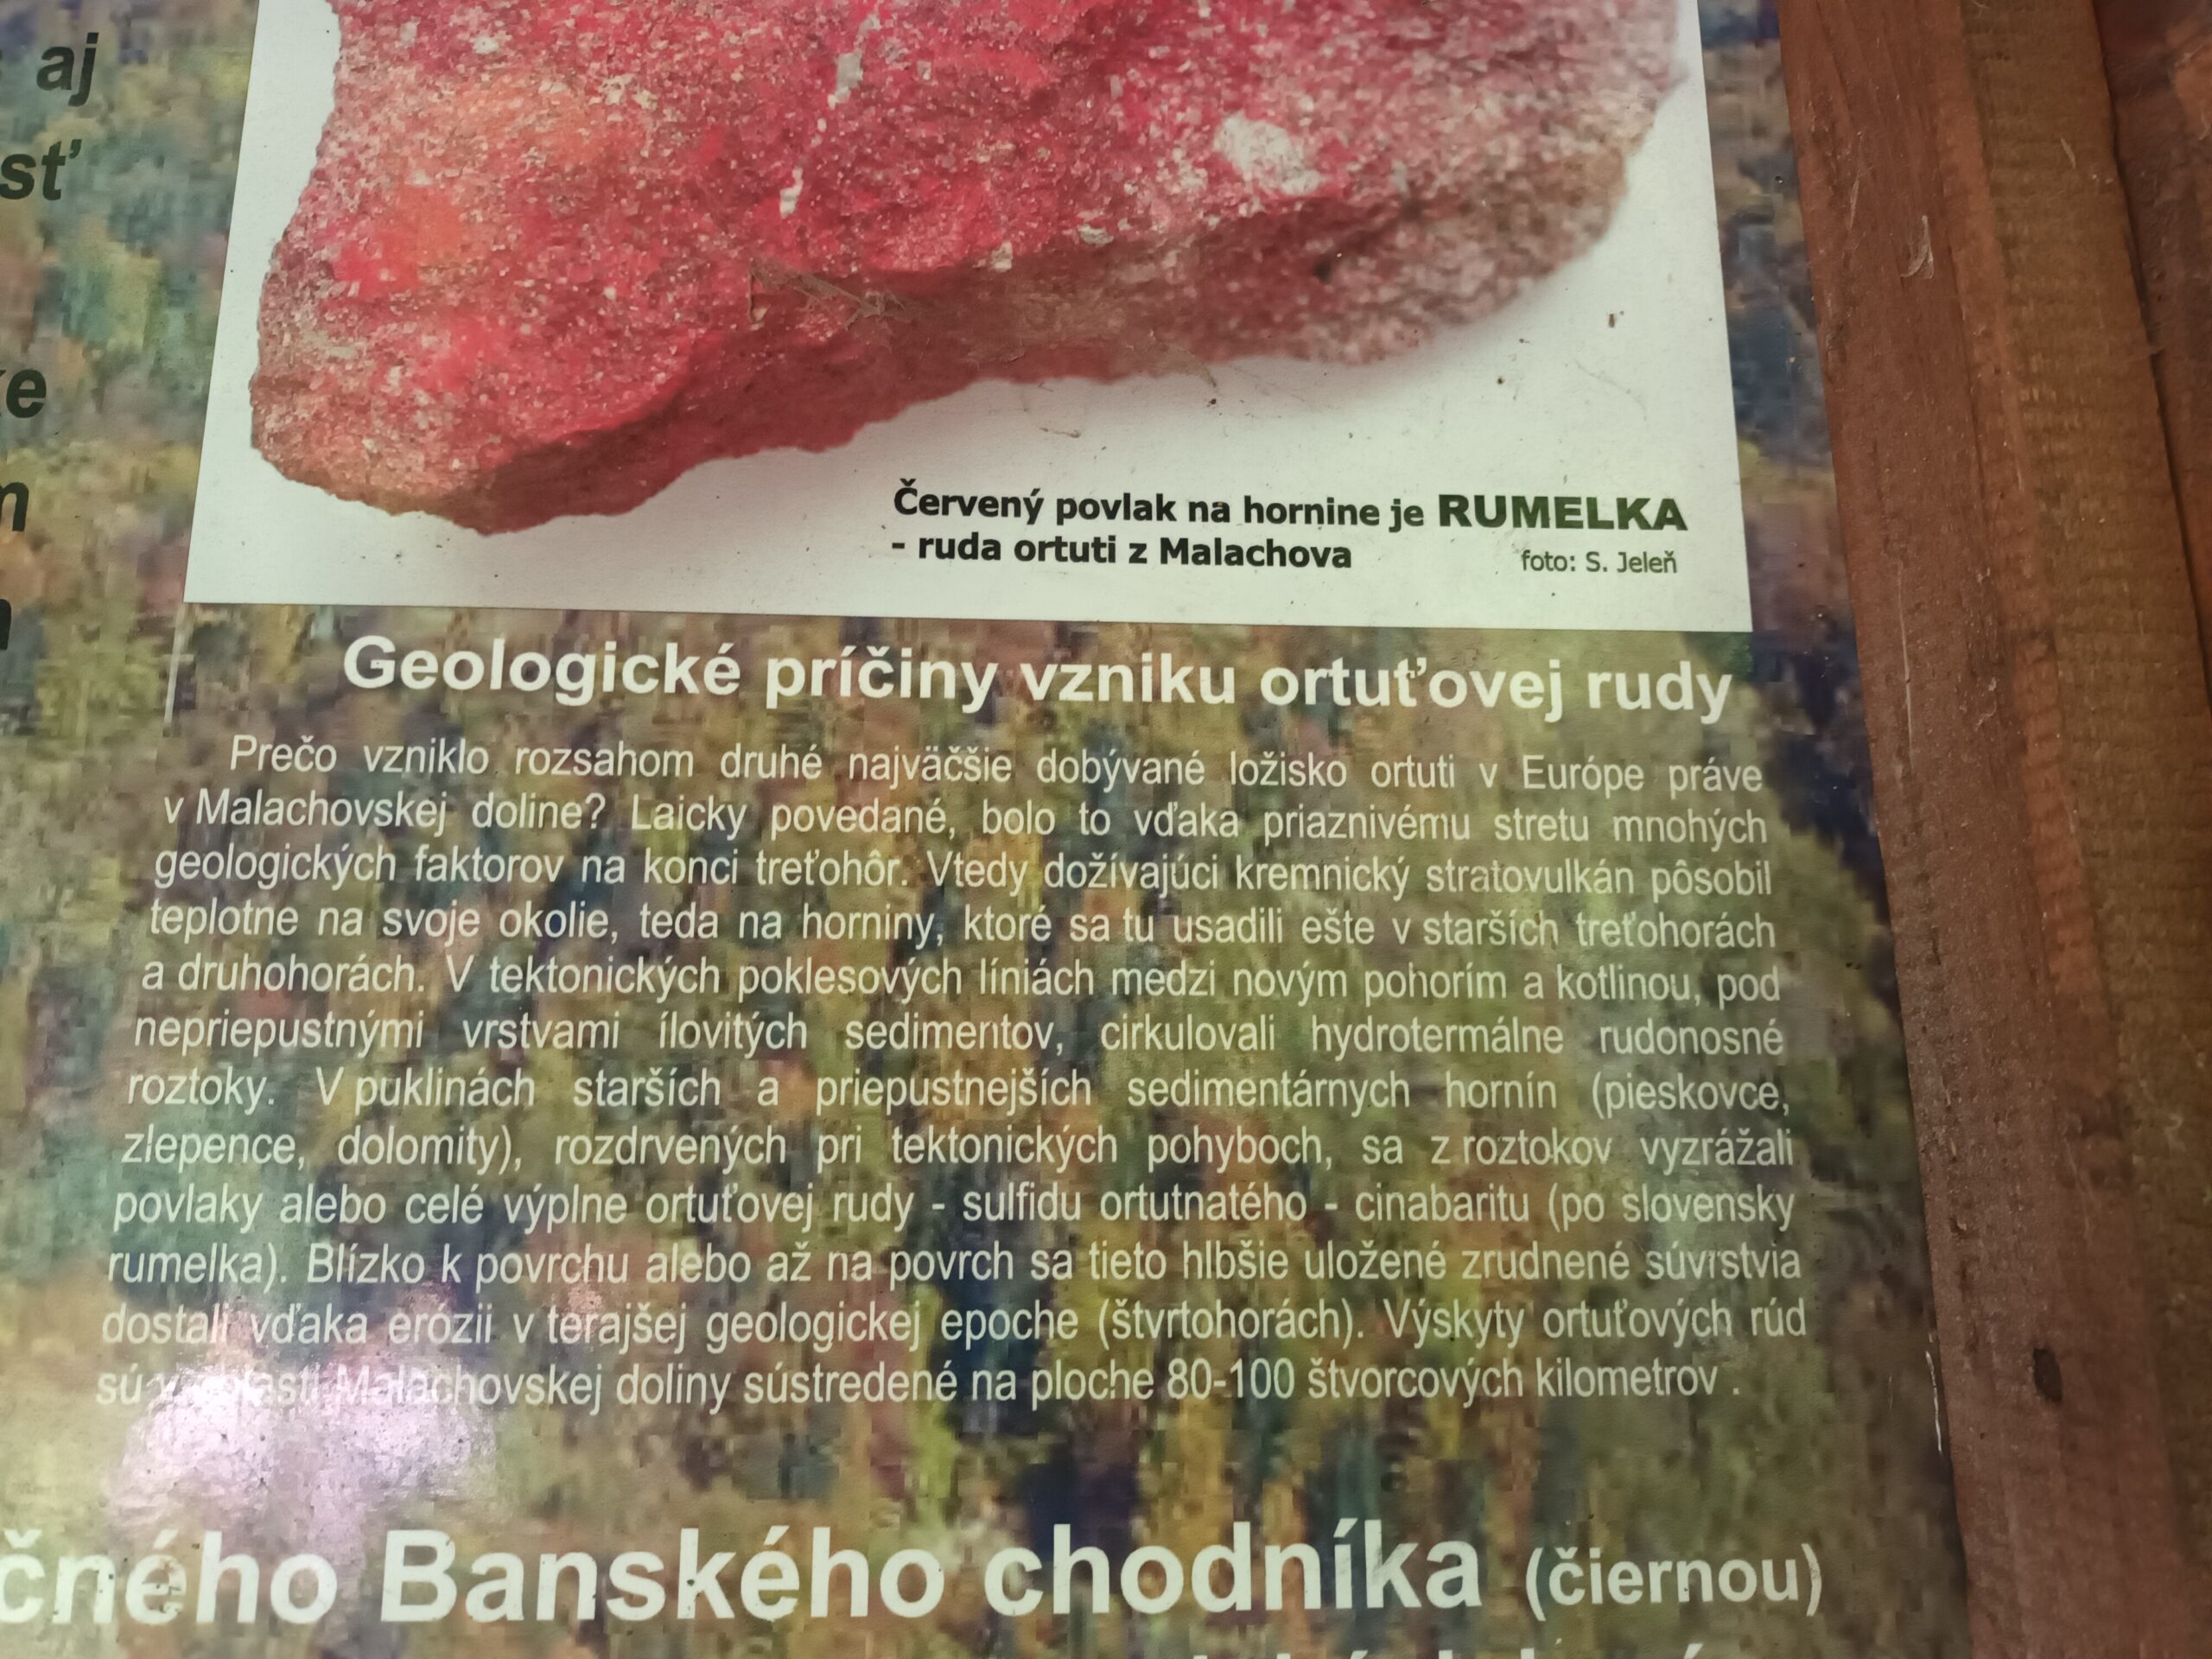 aj
sť
Červený povlak na hornine je RUMELKA
- ruda ortuti z Malachova
foto: S. Jeleň
Geologické príčiny vzniku ortuťovej rudy
Prečo vzniklo rozsahom druhé najväčšie dobývané ložisko ortuti v Európe práve
v Malachovskej doline? Laicky povedané, bolo to vďaka priaznivému stretu mnohých
geologických faktorov na konci treťohôr. Vtedy dožívajúci kremnický stratovulkán pôsobil
teplotne na svoje okolie, teda na horniny, ktoré sa tu usadili ešte v starších treťohorách
a druhohorách. V tektonických poklesových líniách medzi novým pohorím a kotlinou, pod
nepriepustnými vrstvami ílovitých sedimentov, cirkulovali hydrotermálne rudonosné
roztoky. V puklinách starších a priepustnejších sedimentárnych hornín (pieskovce,
zlepence, dolomity), rozdrvených pri tektonických pohyboch, sa z roztokov vyzrážali
povlaky alebo celé výplne ortuťovej rudy - sulfidu ortutnatého - cinabaritu (po slovensky
rumelka). Blízko k povrchu alebo až na povrch sa tieto hlbšie uložené zrudnené súvrstvia
dostali vďaka erózii v terajšej geologickej epoche (štvrtohorách). Výskyty ortuťových rúd
sú Malachovskej doliny sústredené na ploche 80-100 štvorcových kilometrov .
čného Banského chodníka (čiernou)